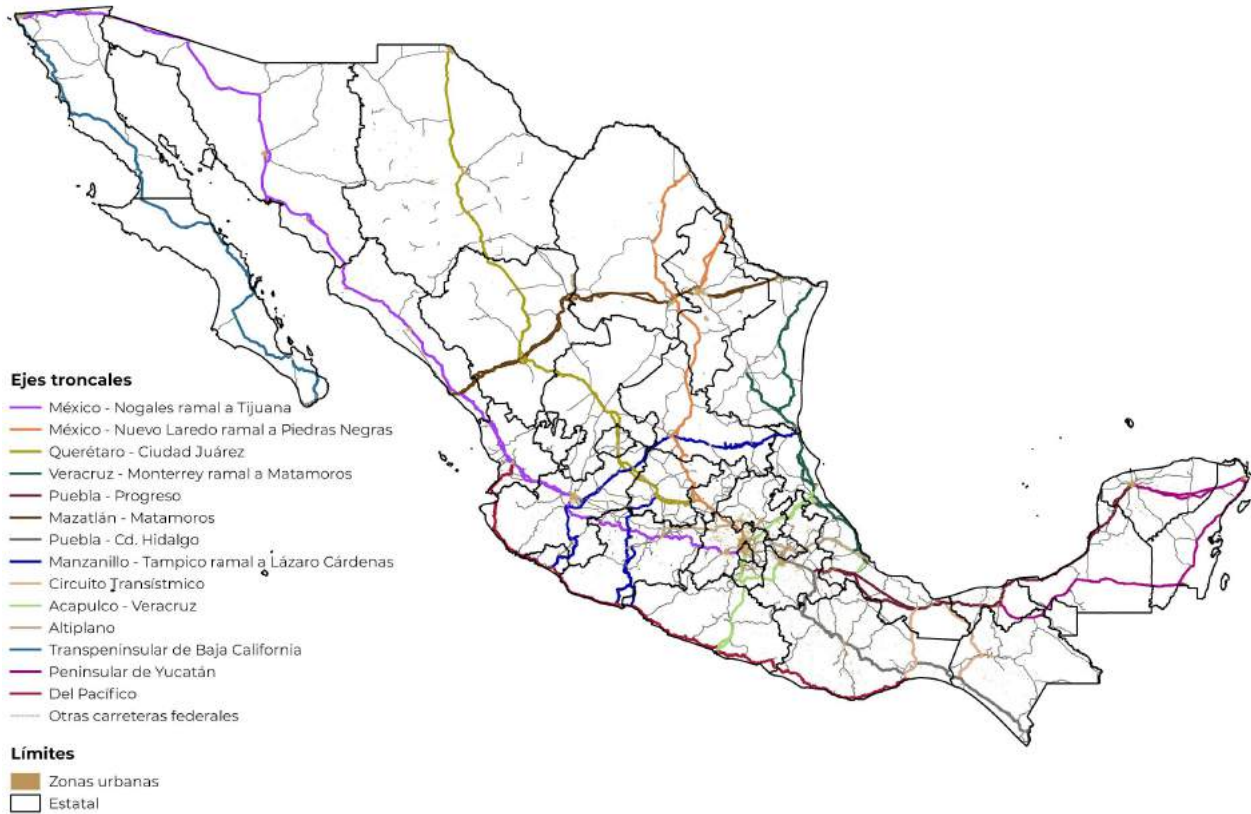 Ejes troncales
México - Nogales ramal a Tijuana
México - Nuevo Laredo ramal a Piedras Negras
Querétaro - Ciudad Juárez
Veracruz - Monterrey ramal a Matamoros
Puebla - Progreso
Mazatlán - Matamoros
Puebla - Cd. Hidalgo
Manzanillo - Tampico ramal a Lázaro Cárdenas
Circuito Transístmico
Acapulco - Veracruz
Altiplano
Transpeninsular de Baja California
Peninsular de Yucatán
Del Pacífico
Otras carreteras federales
Límites
Zonas urbanas
Estatal